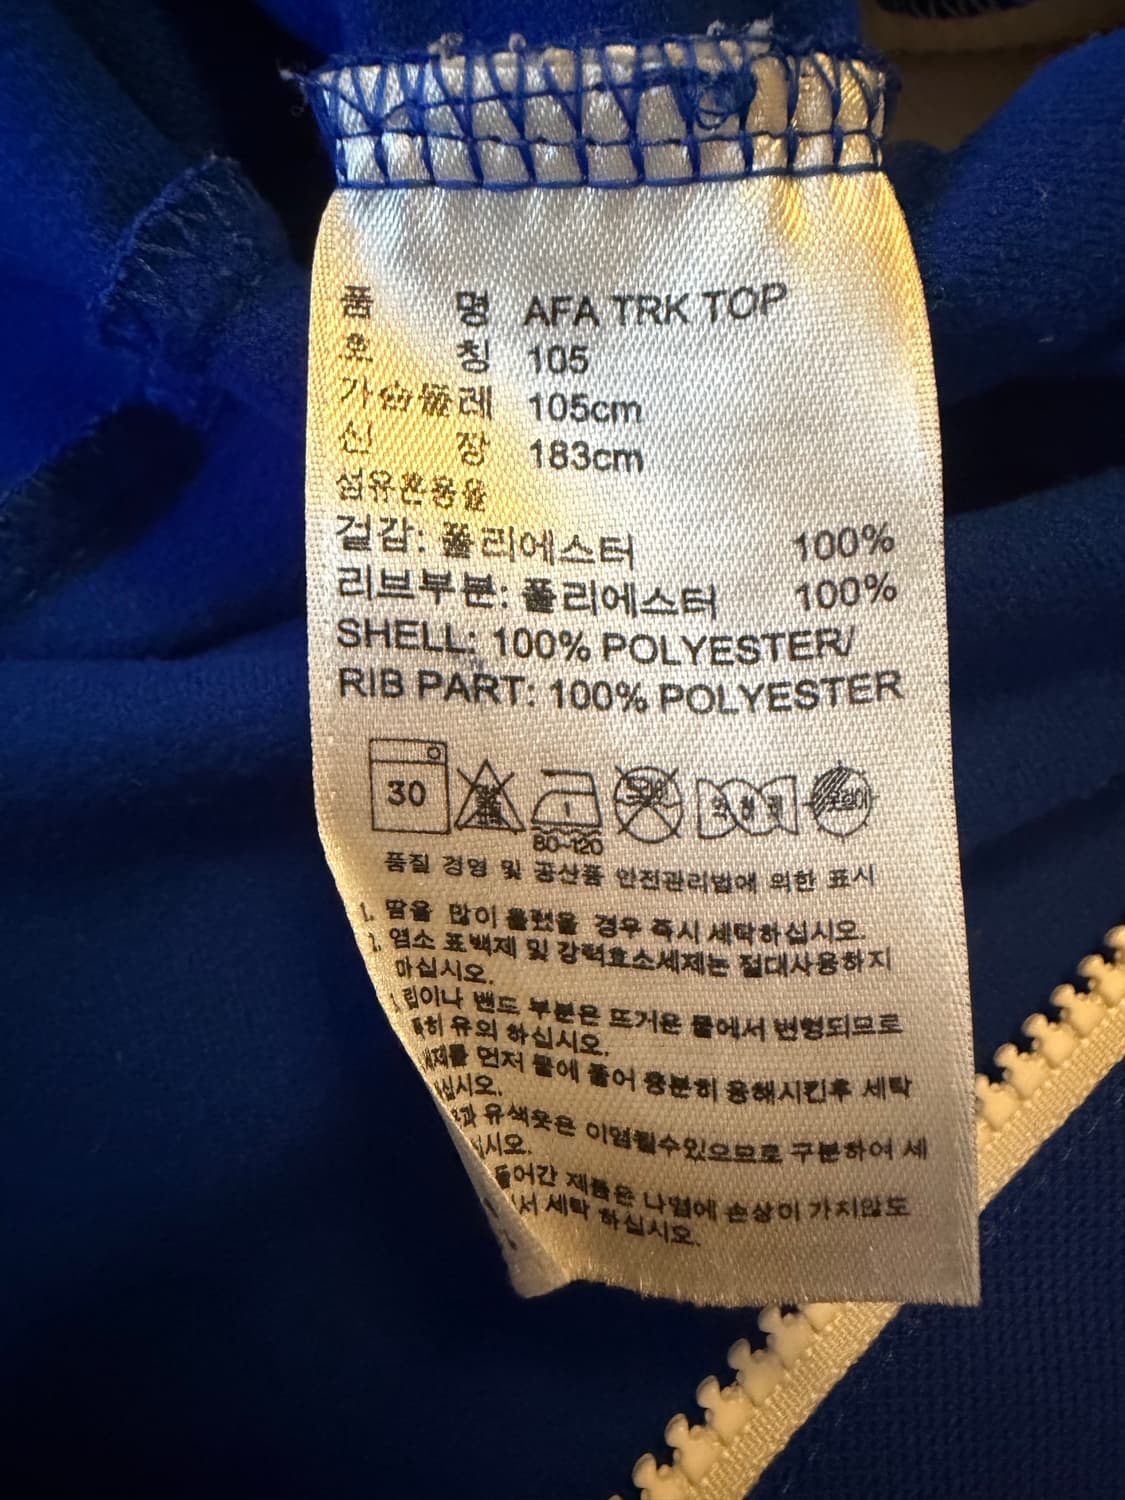 품 명 AFA TRK TOP
호 칭 105
가슴둘레 105cm
신 장 183cm
섬유혼용율
겉감: 폴리에스터 100%
리브부분: 폴리에스터 100%
SHELL: 100% POLYESTER/
RIB PART: 100% POLYESTER
30
80~120
품질 경영 및 공산품 안전관리법에 의한 표시
1. 땀을 많이 흘렸을 경우 즉시 세탁하십시오.
2. 염소 표백제 및 강력효소세제는 절대사용하지
마십시오.
립이나 밴드 부분은 뜨거운 물에서 변형되므로
특히 유의 하십시오.
세제를 먼저 물에 풀어 충분히 용해시킨후 세탁
하십시오.
유색옷은 이염될수있으므로 구분하여 세
들어간 제품은 나염에 손상이 가지않도
세탁 하십시오.